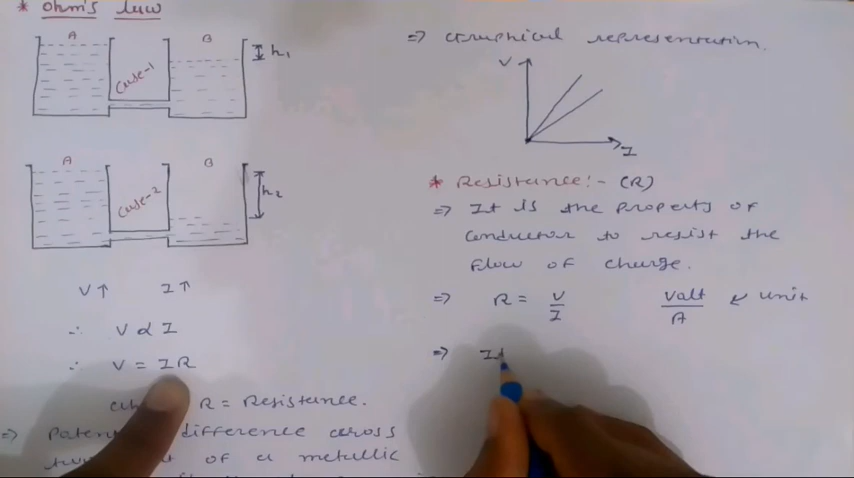 * ohm's law
A
B
h1
Case-1
A
B
h2
Case-2
V↑ I↑
∴ V ∝ I
∴ V = IR
R = Resistance.
=> difference across
of a metallic
=> Graphical representation.
V
I
* Resistance:- (R)
=> It is the property of
conductor to resist the
flow of charge.
=> R = V/I Valt/A ↙ unit
=>